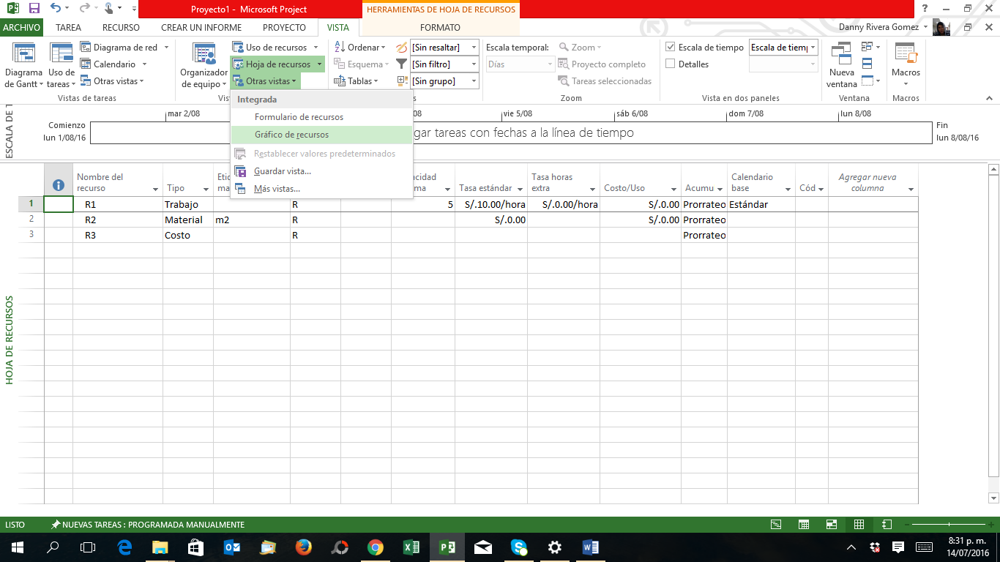 Proyecto1 - Microsoft Project
HERRAMIENTAS DE HOJA DE RECURSOS
?
ARCHIVO TAREA RECURSO CREAR UN INFORME PROYECTO VISTA FORMATO
Danny Rivera Gomez
Diagrama de Gantt
Uso de tareas
Diagrama de red
Calendario
Otras vistas
Vistas de tareas
Organizador de equipo
Uso de recursos
Hoja de recursos
Otras vistas
Ordenar
Esquema
Tablas
[Sin resaltar]
[Sin filtro]
[Sin grupo]
Escala temporal:
Días
Zoom
Proyecto completo
Tareas seleccionadas
Zoom
Escala de tiempo
Escala de tiem
Detalles
Vista en dos paneles
Nueva ventana
Ventana
Macros
Macros
Integrada
Formulario de recursos
Gráfico de recursos
Restablecer valores predeterminados
Guardar vista...
Más vistas...
ESCALA DE T
Comienzo
lun 1/08/16
mar 2/08 /08 vie 5/08 sáb 6/08 dom 7/08 lun 8/08
gar tareas con fechas a la línea de tiempo
Fin
lun 8/08/16
HOJA DE RECURSOS
Nombre del recurso Tipo Tasa estándar Tasa horas extra Costo/Uso Acumu Calendario base Cód Agregar nueva columna
1 R1 Trabajo R 5 S/.10.00/hora S/.0.00/hora S/.0.00 Prorrateo Estándar
2 R2 Material m2 R S/.0.00 S/.0.00 Prorrateo
3 R3 Costo R Prorrateo
LISTO NUEVAS TAREAS : PROGRAMADA MANUALMENTE
8:31 p. m.
14/07/2016